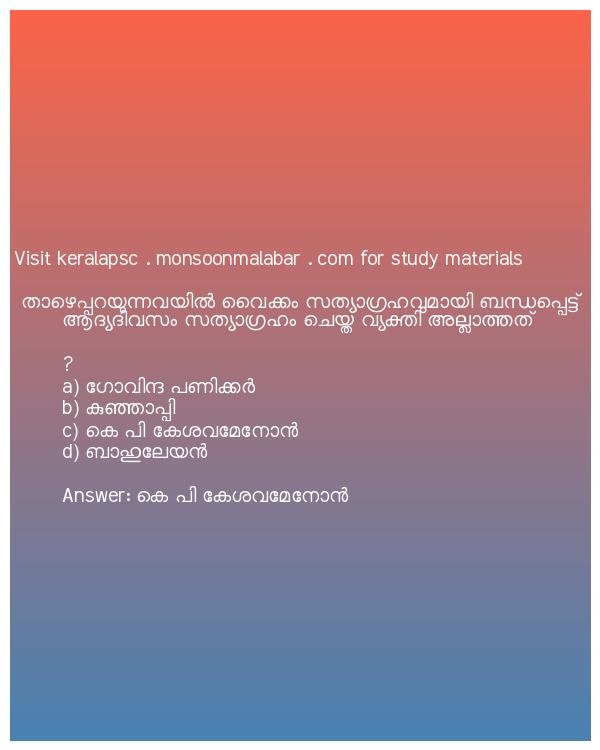 Visit keralapsc . monsoonmalabar . com for study materials
താഴെപ്പറയുന്നവയിൽ വൈക്കം സത്യാഗ്രഹവുമായി ബന്ധപ്പെട്ട്
ആദ്യദിവസം സത്യാഗ്രഹം ചെയ്ത വ്യക്തി അല്ലാത്തത്
?
a) ഗോവിന്ദ പണിക്കർ
b) കുഞ്ഞാപ്പി
c) കെ പി കേശവമേനോൻ
d) ബാഹുലേയൻ
Answer: കെ പി കേശവമേനോൻ